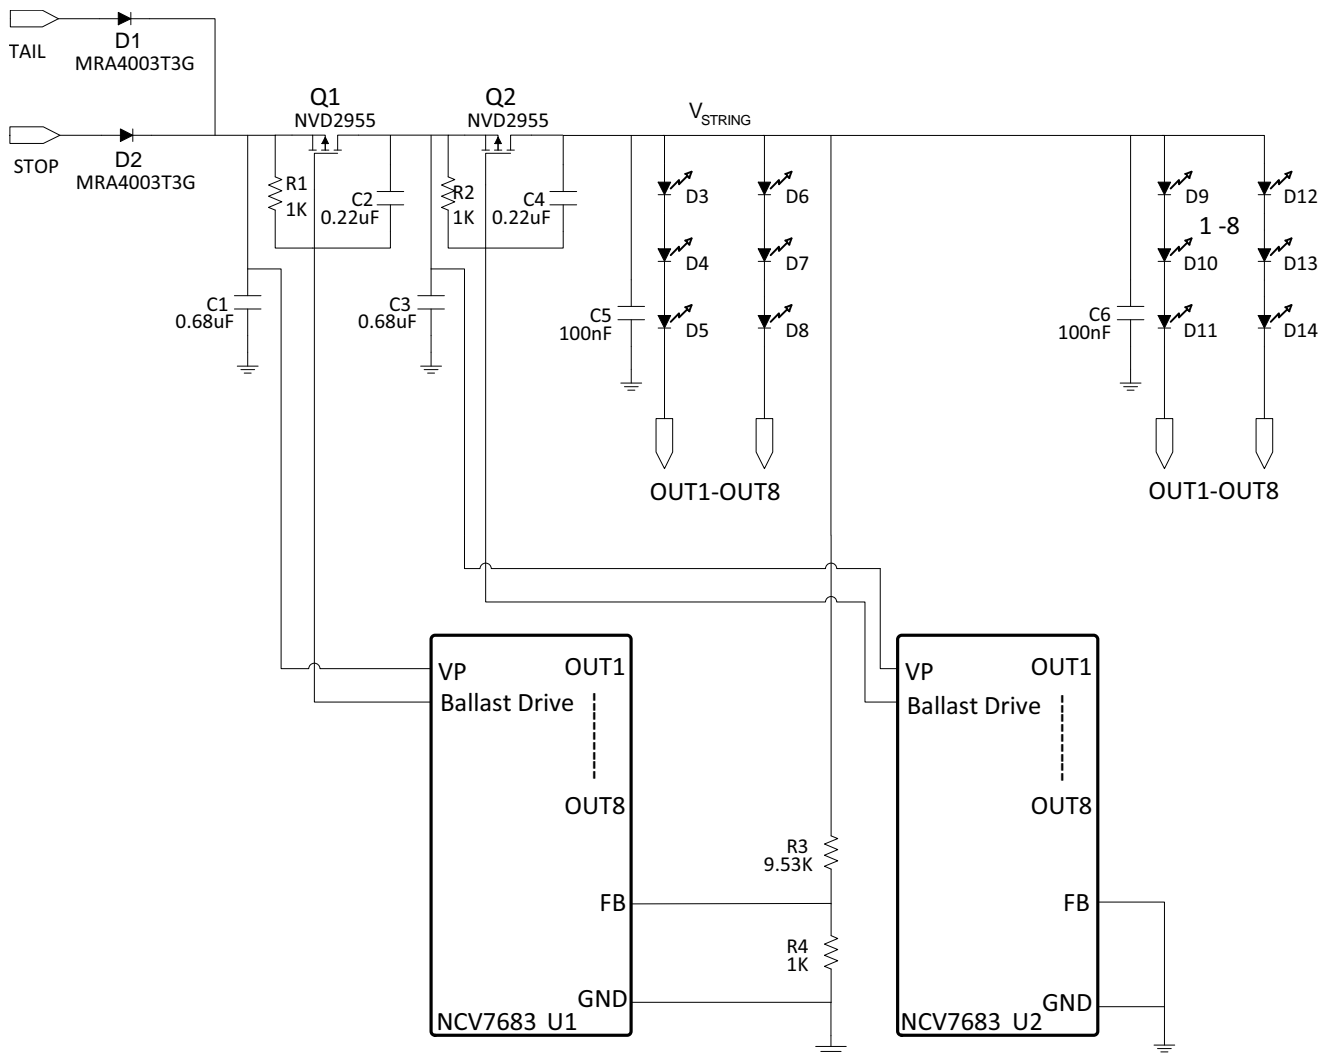 TAIL
D1
MRA4003T3G
STOP
D2
MRA4003T3G
Q1
NVD2955
Q2
NVD2955
VSTRING
R1
1K
C2
0.22uF
R2
1K
C4
0.22uF
C1
0.68uF
C3
0.68uF
C5
100nF
D3
D4
D5
D6
D7
D8
C6
100nF
D9
1 -8
D10
D11
D12
D13
D14
OUT1-OUT8
OUT1-OUT8
VP
OUT1
Ballast Drive
OUT8
FB
GND
NCV7683 U1
R3
9.53K
R4
1K
VP
OUT1
Ballast Drive
OUT8
FB
GND
NCV7683 U2